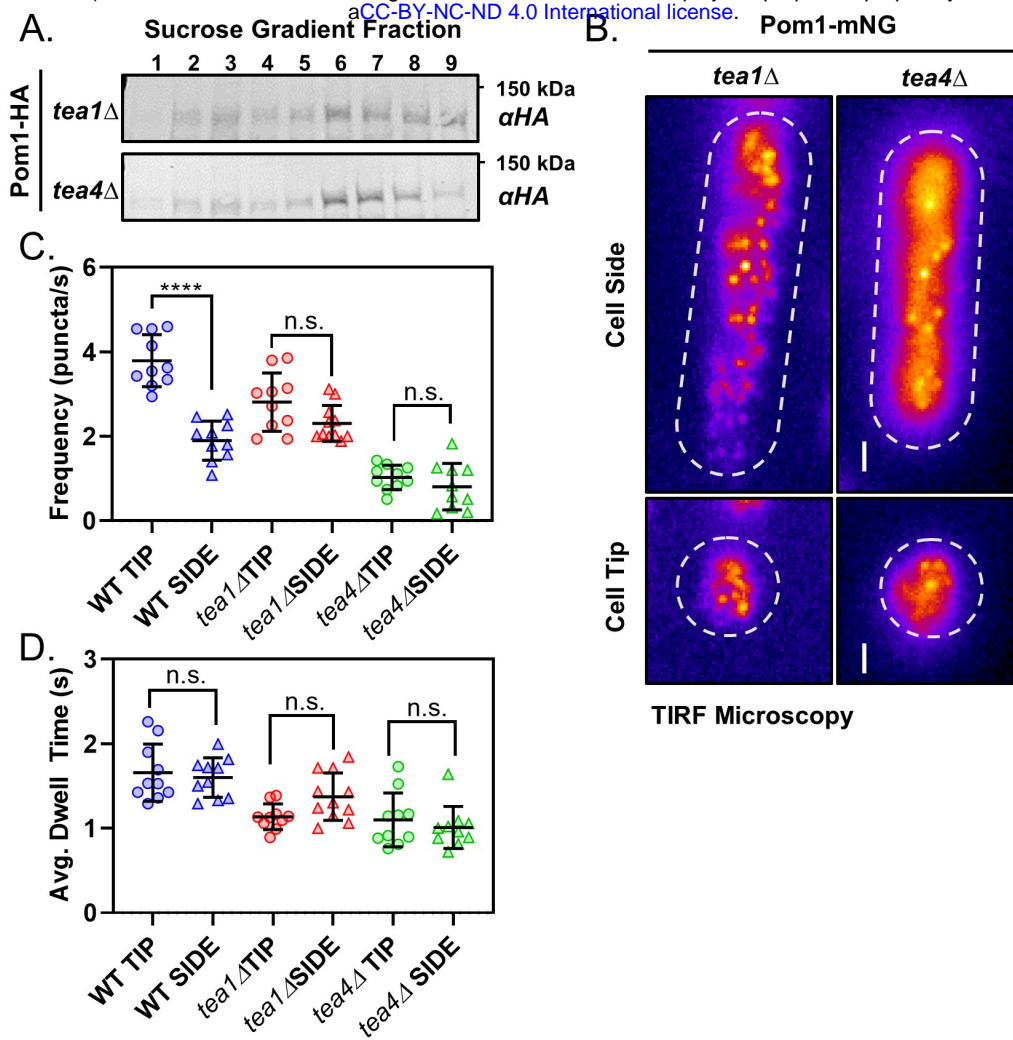 aCC-BY-NC-ND 4.0 International license.
A.
Sucrose Gradient Fraction
1 2 3 4 5 6 7 8 9
Pom1-HA
tea1Δ
150 kDa
αHA
tea4Δ
150 kDa
αHA
B.
Pom1-mNG
tea1Δ
tea4Δ
Cell Side
Cell Tip
TIRF Microscopy
C.
Frequency (puncta/s)
6
4
2
0
****
n.s.
n.s.
WT TIP
WT SIDE
tea1ΔTIP
tea1ΔSIDE
tea4ΔTIP
tea4ΔSIDE
D.
Avg. Dwell Time (s)
3
2
1
0
n.s.
n.s.
n.s.
WT TIP
WT SIDE
tea1ΔTIP
tea1ΔSIDE
tea4Δ TIP
tea4Δ SIDE